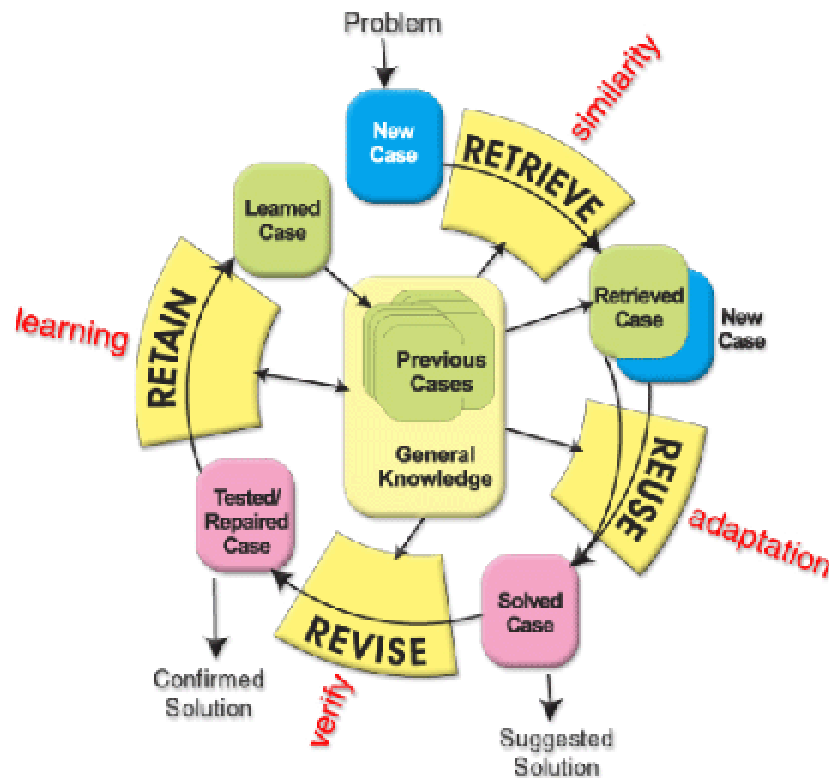 Problem
New
Case
RETRIEVE
similarity
Learned
Case
Retrieved
Case
New
Case
Previous
Cases
General
Knowledge
RETAIN
learning
REUSE
adaptation
Tested/
Repaired
Case
Solved
Case
REVISE
verify
Confirmed
Solution
Suggested
Solution